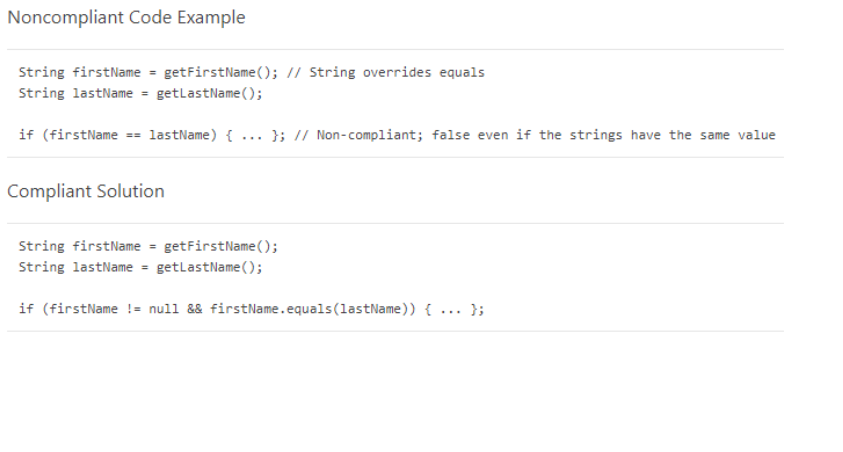 Noncompliant Code Example
String firstName = getFirstName(); // String overrides equals
String lastName = getLastName();
if (firstName == lastName) { ... }; // Non-compliant; false even if the strings have the same value
Compliant Solution
String firstName = getFirstName();
String lastName = getLastName();
if (firstName != null && firstName.equals(lastName)) { ... };